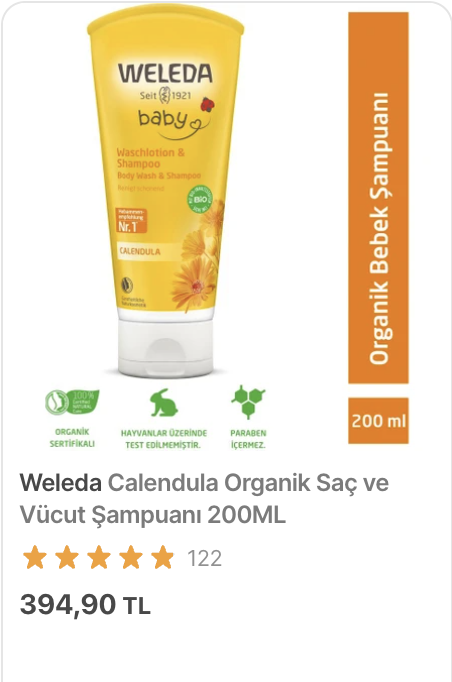 WELEDA
Seit 1921
baby
Waschlotion &
Shampoo
Body Wash & Shampoo
Nr. 1
BIO
CALENDULA
Organik Bebek Şampuanı
200 ml
100%
ORGANİK
SERTİFİKALI
HAYVANLAR ÜZERİNDE
TEST EDİLMEMİŞTİR.
PARABEN
İÇERMEZ.
Weleda Calendula Organik Saç ve
Vücut Şampuanı 200ML
122
394,90 TL